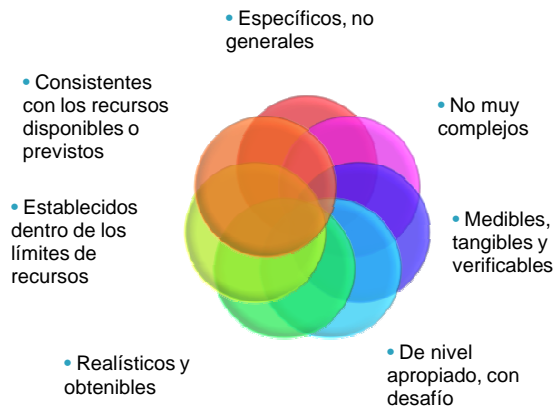 • Específicos, no
generales
• No muy
complejos
• Medibles,
tangibles y
verificables
• De nivel
apropiado, con
desafío
• Realísticos y
obtenibles
• Establecidos
dentro de los
límites de
recursos
• Consistentes
con los recursos
disponibles o
previstos